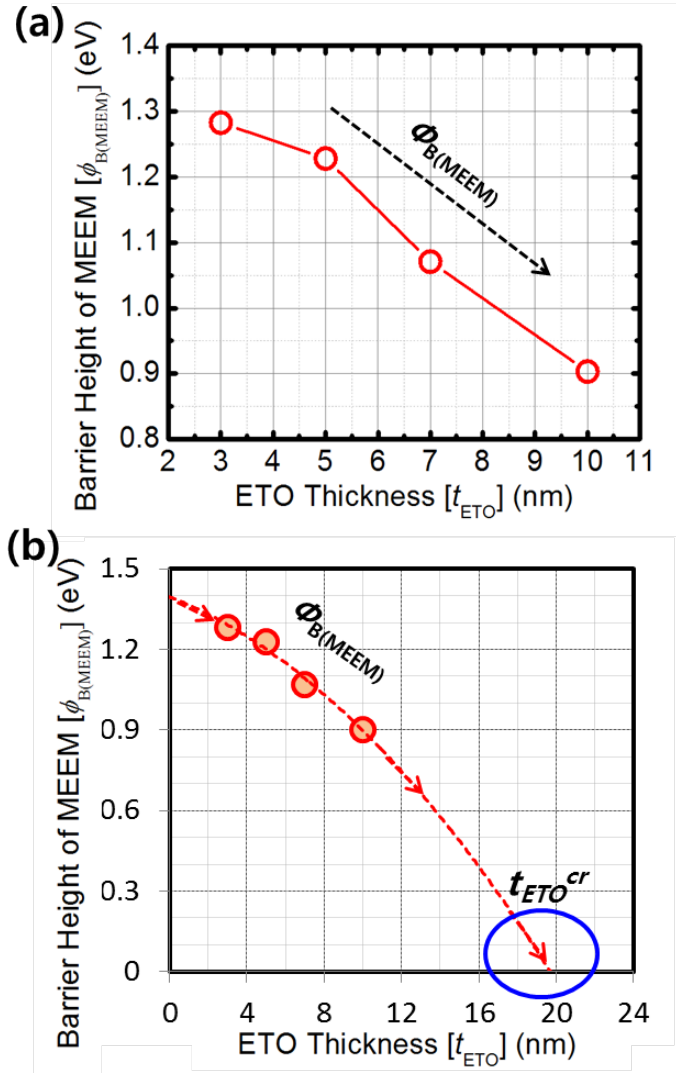 (a)
Barrier Height of MEEM [ϕB(MEEM)] (eV)
1.4
1.3
1.2
1.1
1.0
0.9
0.8
ΦB(MEEM)
2 3 4 5 6 7 8 9 10 11
ETO Thickness [tETO] (nm)
(b)
Barrier Height of MEEM [ϕB(MEEM)] (eV)
1.5
1.2
0.9
0.6
0.3
0
ΦB(MEEM)
tETOcr
0 4 8 12 16 20 24
ETO Thickness [tETO] (nm)